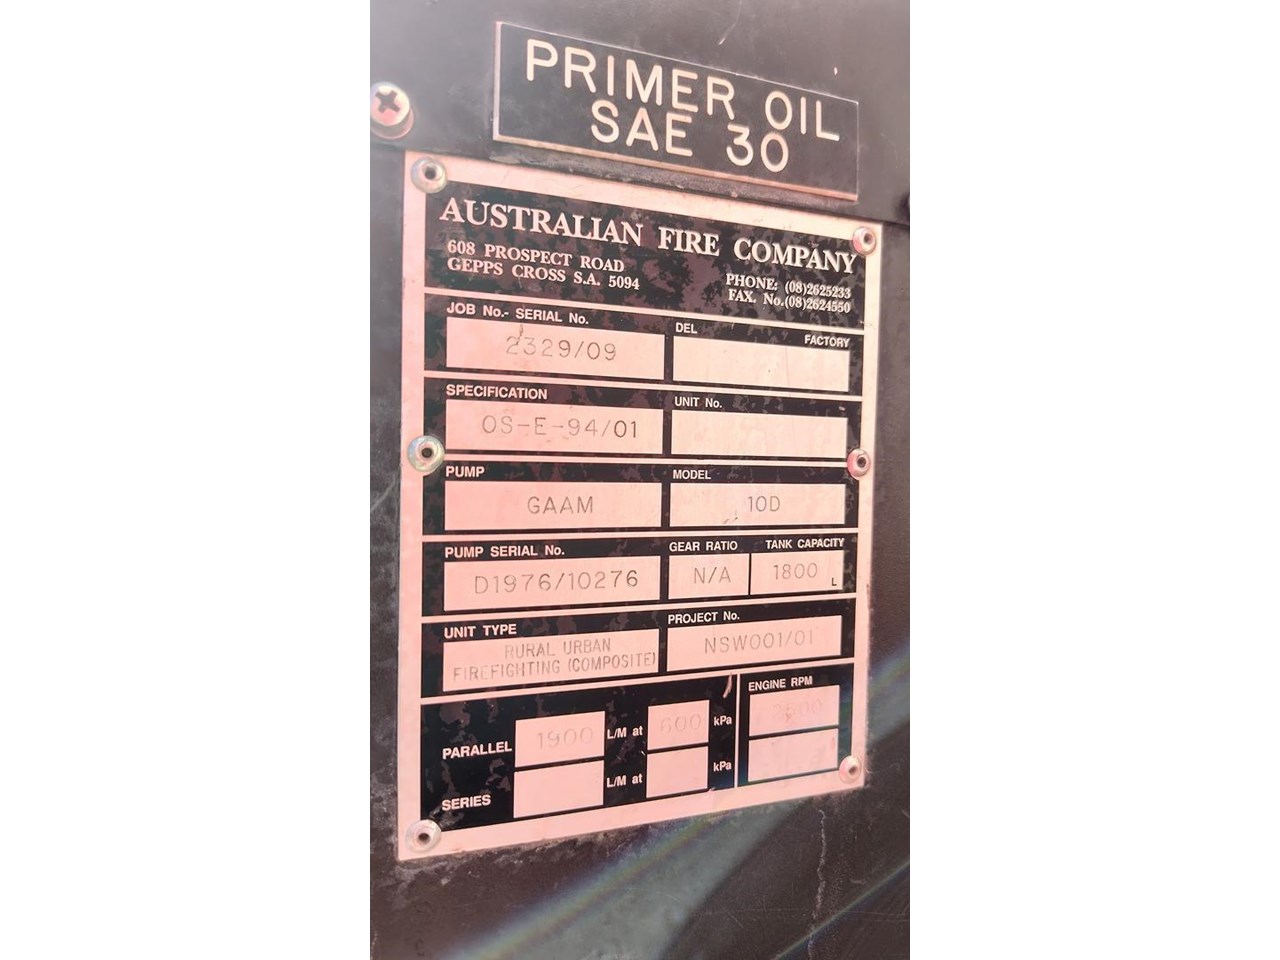 PRIMER OIL
SAE 30
AUSTRALIAN FIRE COMPANY
608 PROSPECT ROAD
GEPPS CROSS S.A. 5094
PHONE: (08)2625233
FAX. No.(08)2624550
JOB No.- SERIAL No.
2329/09
DEL
FACTORY
SPECIFICATION
OS-E-94/01
UNIT No.
PUMP
GAAM
MODEL
10D
PUMP SERIAL No.
D1976/10276
GEAR RATIO
N/A
TANK CAPACITY
1800 L
UNIT TYPE
RURAL URBAN
FIREFIGHTING (COMPOSITE)
PROJECT No.
NSW001/01
PARALLEL 1900 L/M at 600 kPa
SERIES L/M at kPa
ENGINE RPM